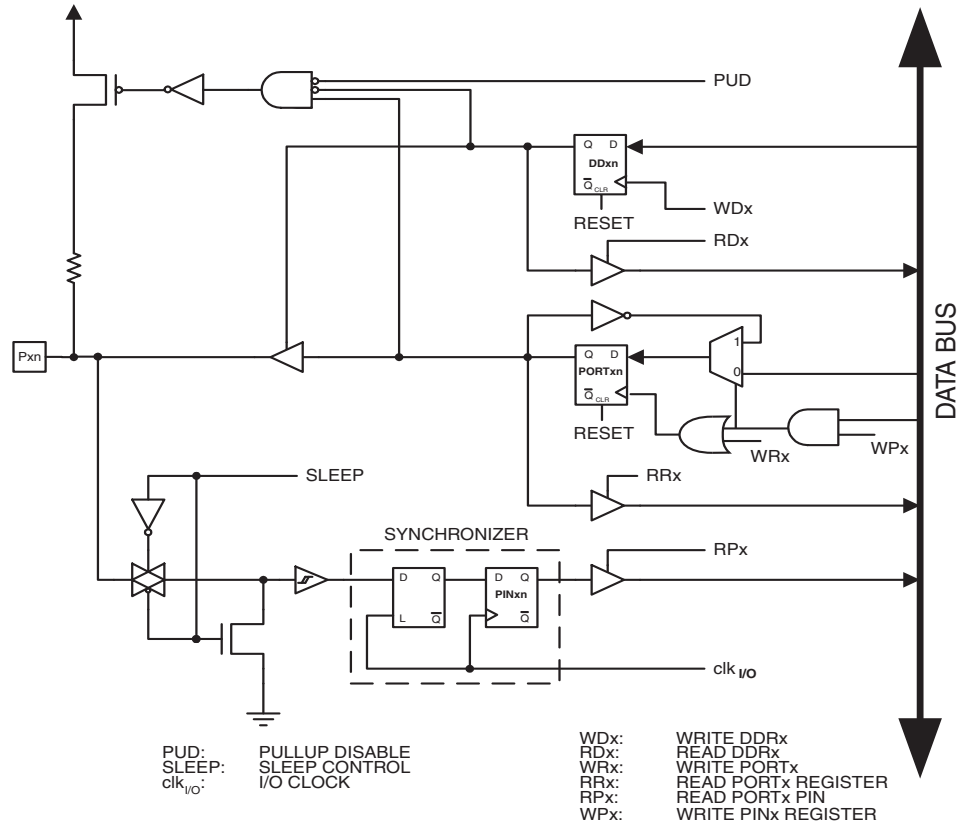 PUD
Q D
DDxn
Q CLR
WDx
RESET
RDx
Pxn
1
Q D
PORTxn
0
Q CLR
RESET
WRx
WPx
DATA BUS
SLEEP
RRx
SYNCHRONIZER
RPx
D Q
D Q
PINxn
L Q
Q
clk I/O
PUD: PULLUP DISABLE
SLEEP: SLEEP CONTROL
clkI/O: I/O CLOCK
WDx: WRITE DDRx
RDx: READ DDRx
WRx: WRITE PORTx
RRx: READ PORTx REGISTER
RPx: READ PORTx PIN
WPx: WRITE PINx REGISTER